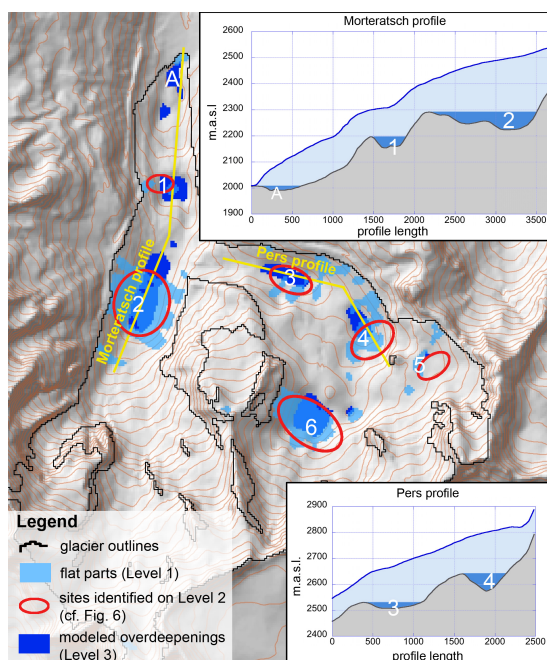 Morteratsch profile
2600
2500
2400
2300
2200
2100
2000
1900
m.a.s.l
0 500 1000 1500 2000 2500 3000 3500
profile length
A
1
2
A
1
2
Morteratsch profile
Pers profile
3
4
5
6
Legend
glacier outlines
flat parts (Level 1)
sites identified on Level 2
(cf. Fig. 6)
modeled overdeepenings
(Level 3)
Pers profile
2900
2800
2700
2600
2500
2400
m.a.s.l.
0 500 1000 1500 2000 2500
profile length
3
4